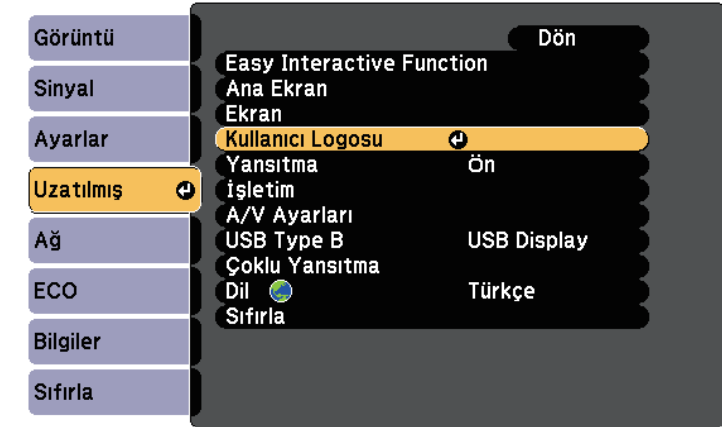 Görüntü
Sinyal
Ayarlar
Uzatılmış
Ağ
ECO
Bilgiler
Sıfırla
Dön
Easy Interactive Function
Ana Ekran
Ekran
Kullanıcı Logosu
Yansıtma Ön
İşletim
A/V Ayarları
USB Type B USB Display
Çoklu Yansıtma
Dil Türkçe
Sıfırla